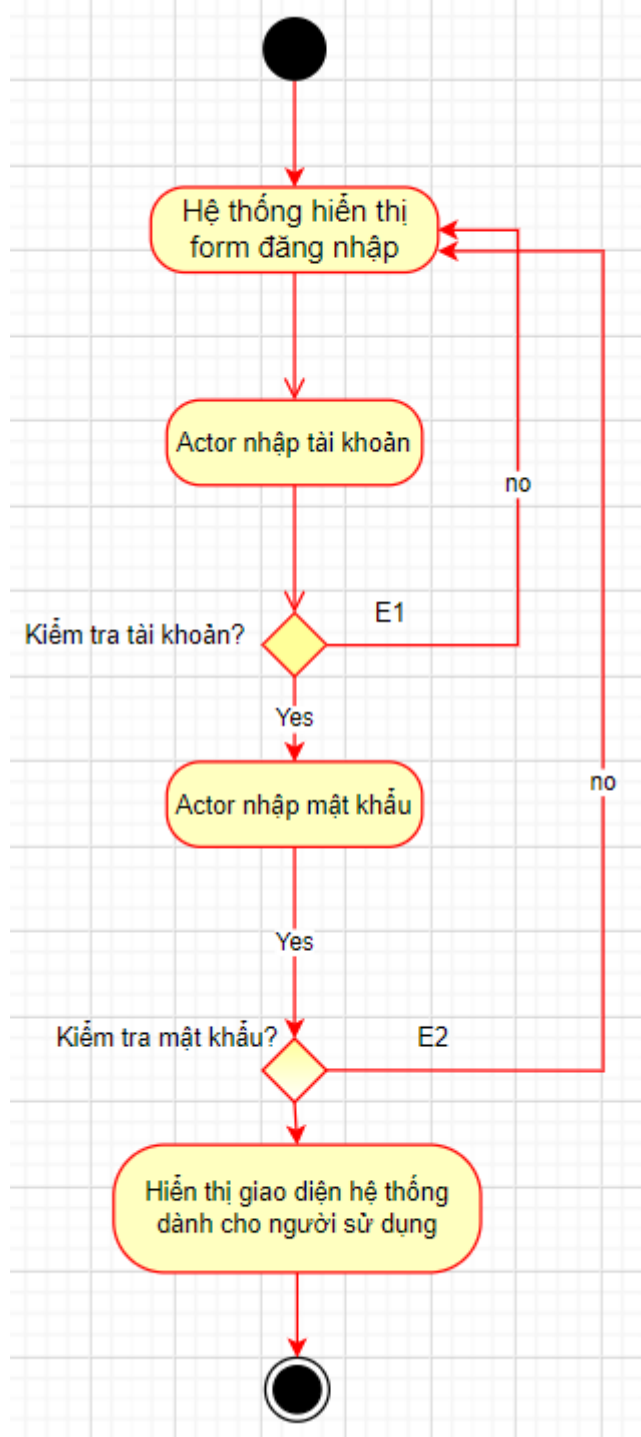 Hệ thống hiển thị
form đăng nhập
Actor nhập tài khoản
no
E1
Kiểm tra tài khoản?
Yes
Actor nhập mật khẩu
no
Yes
Kiểm tra mật khẩu?
E2
Hiển thị giao diện hệ thống
dành cho người sử dụng